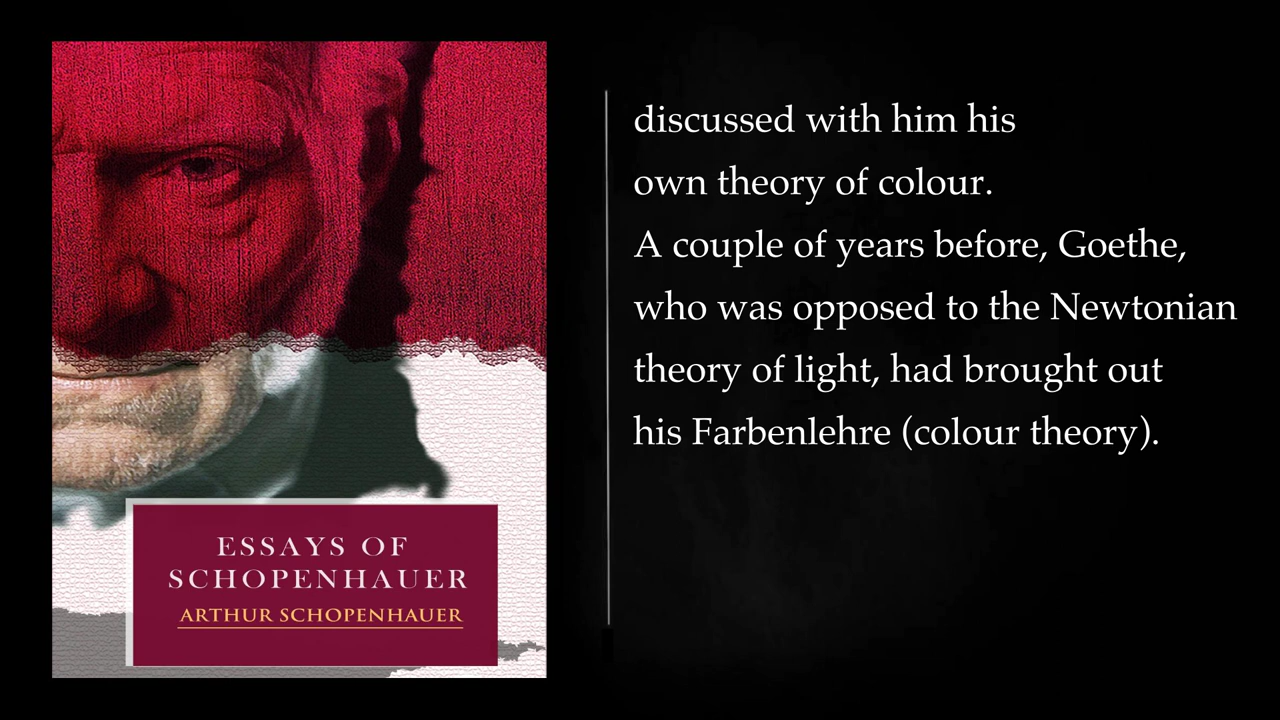 ESSAYS OF
SCHOPENHAUER
ARTHUR SCHOPENHAUER
discussed with him his
own theory of colour.
A couple of years before, Goethe,
who was opposed to the Newtonian
theory of light, had brought out
his Farbenlehre (colour theory).